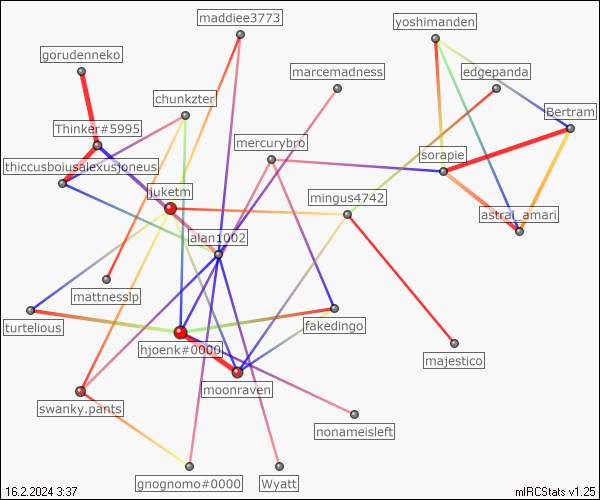 maddiee3773
yoshimanden
gorudenneko
marcemadness
edgepanda
chunkzter
Bertram
Thinker#5995
mercurybro
sorapie
thiccusboiusalexusjoneus
juketm
mingus4742
astral_amari
alan1002
mattnesslp
turtelious
fakedingo
hjoenk#0000
majestico
moonraven
swanky.pants
nonameisleft
gnognomo#0000
Wyatt
16.2.2024 3:37
mIRCStats v1.25